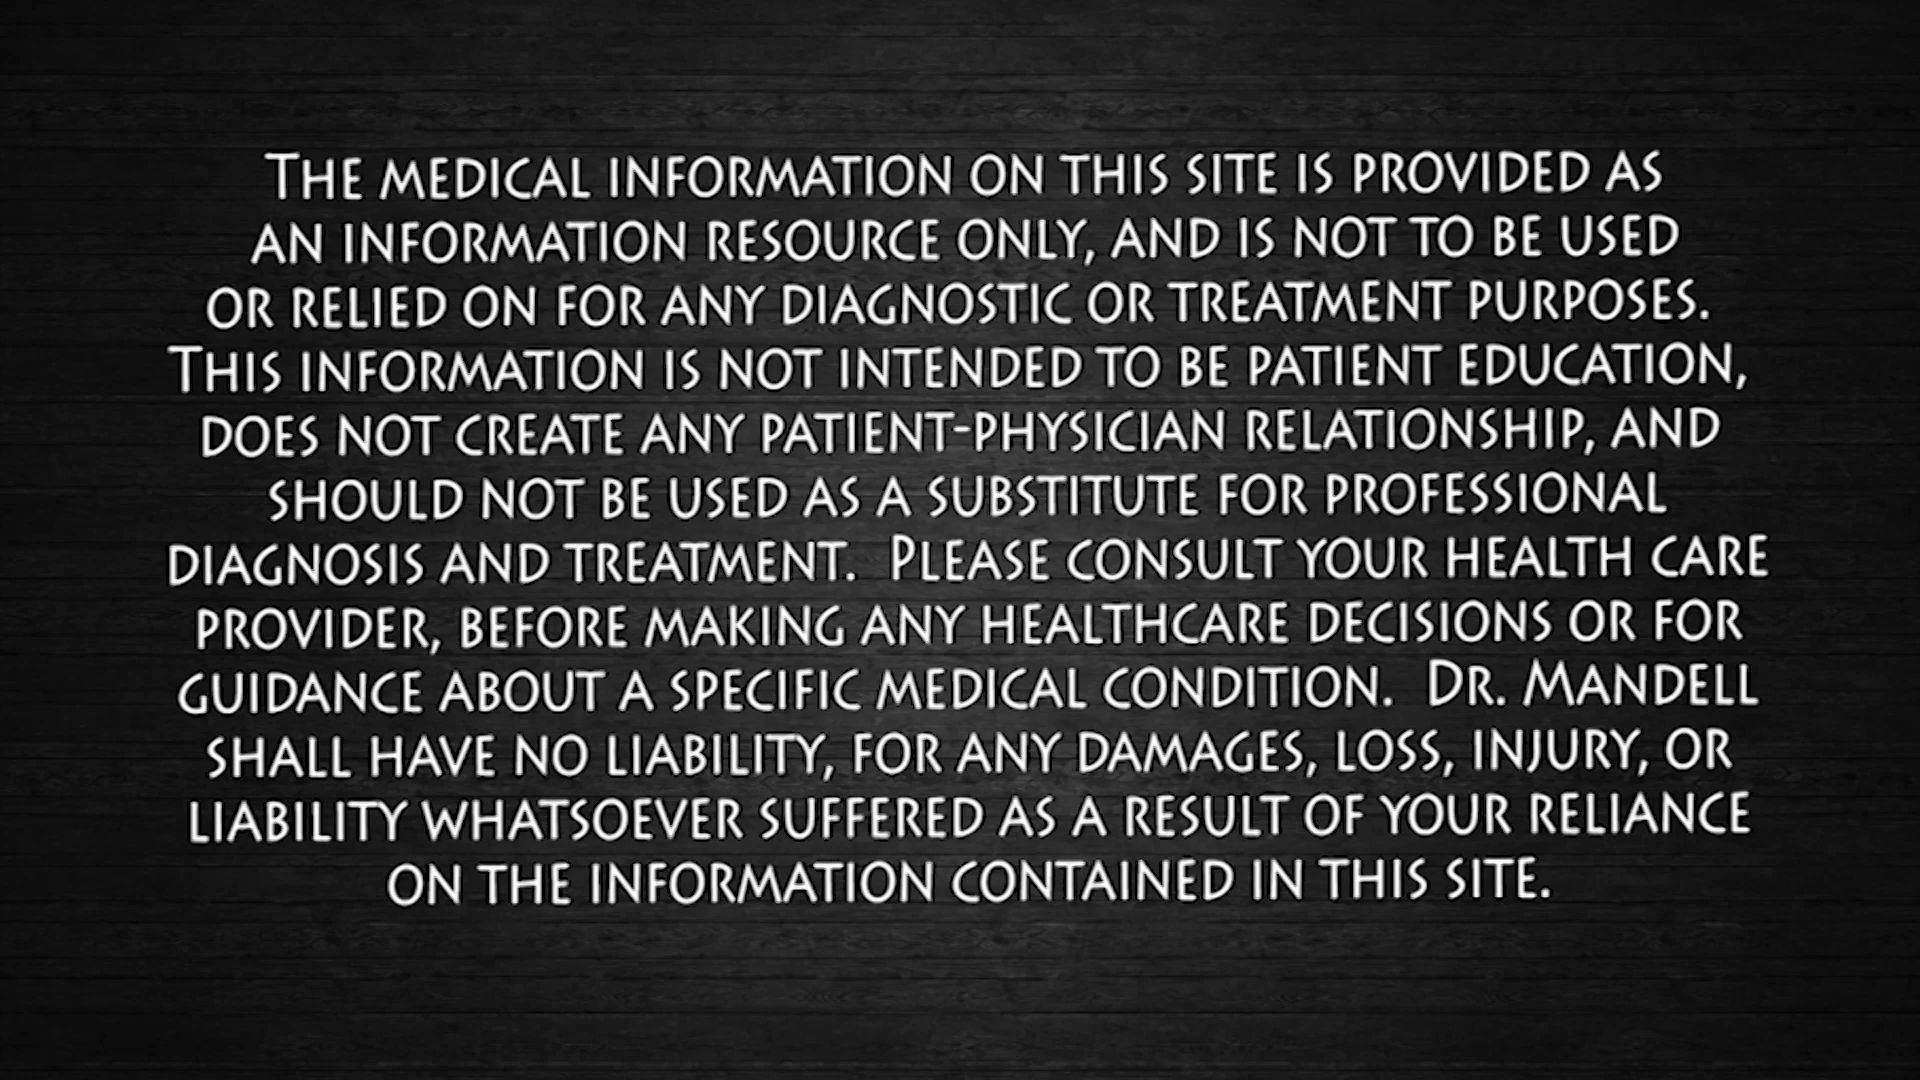 The medical information on this site is provided as
an information resource only, and is not to be used
or relied on for any diagnostic or treatment purposes.
This information is not intended to be patient education,
does not create any patient-physician relationship, and
should not be used as a substitute for professional
diagnosis and treatment.  Please consult your health care
provider, before making any healthcare decisions or for
guidance about a specific medical condition.  Dr. Mandell
shall have no liability, for any damages, loss, injury, or
liability whatsoever suffered as a result of your reliance
on the information contained in this site.